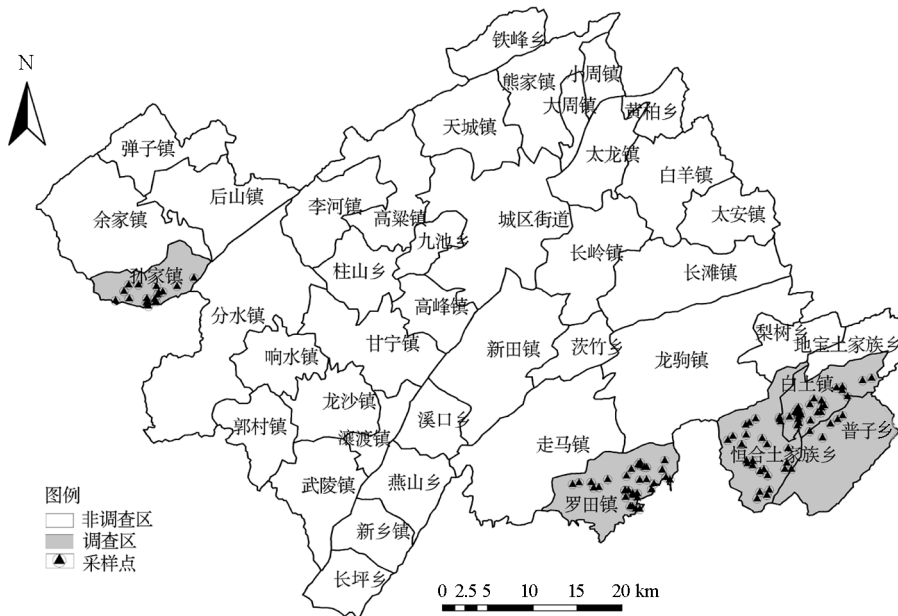 铁峰乡
N
熊家镇
小周镇
大周镇
黄柏乡
天城镇
弹子镇
太龙镇
白羊镇
后山镇
李河镇
余家镇
高粱镇
城区街道
太安镇
九池乡
长岭镇
柱山乡
孙家镇
长滩镇
高峰镇
分水镇
梨树乡
甘宁镇
新田镇
茨竹乡
地宝土家族乡
响水镇
龙驹镇
白土镇
龙沙镇
溪口乡
郭村镇
瀼渡镇
走马镇
普子乡
恒合土家族乡
武陵镇
燕山乡
图例
罗田镇
非调查区
新乡镇
调查区
采样点
长坪乡
0 2.5 5 10 15 20 km